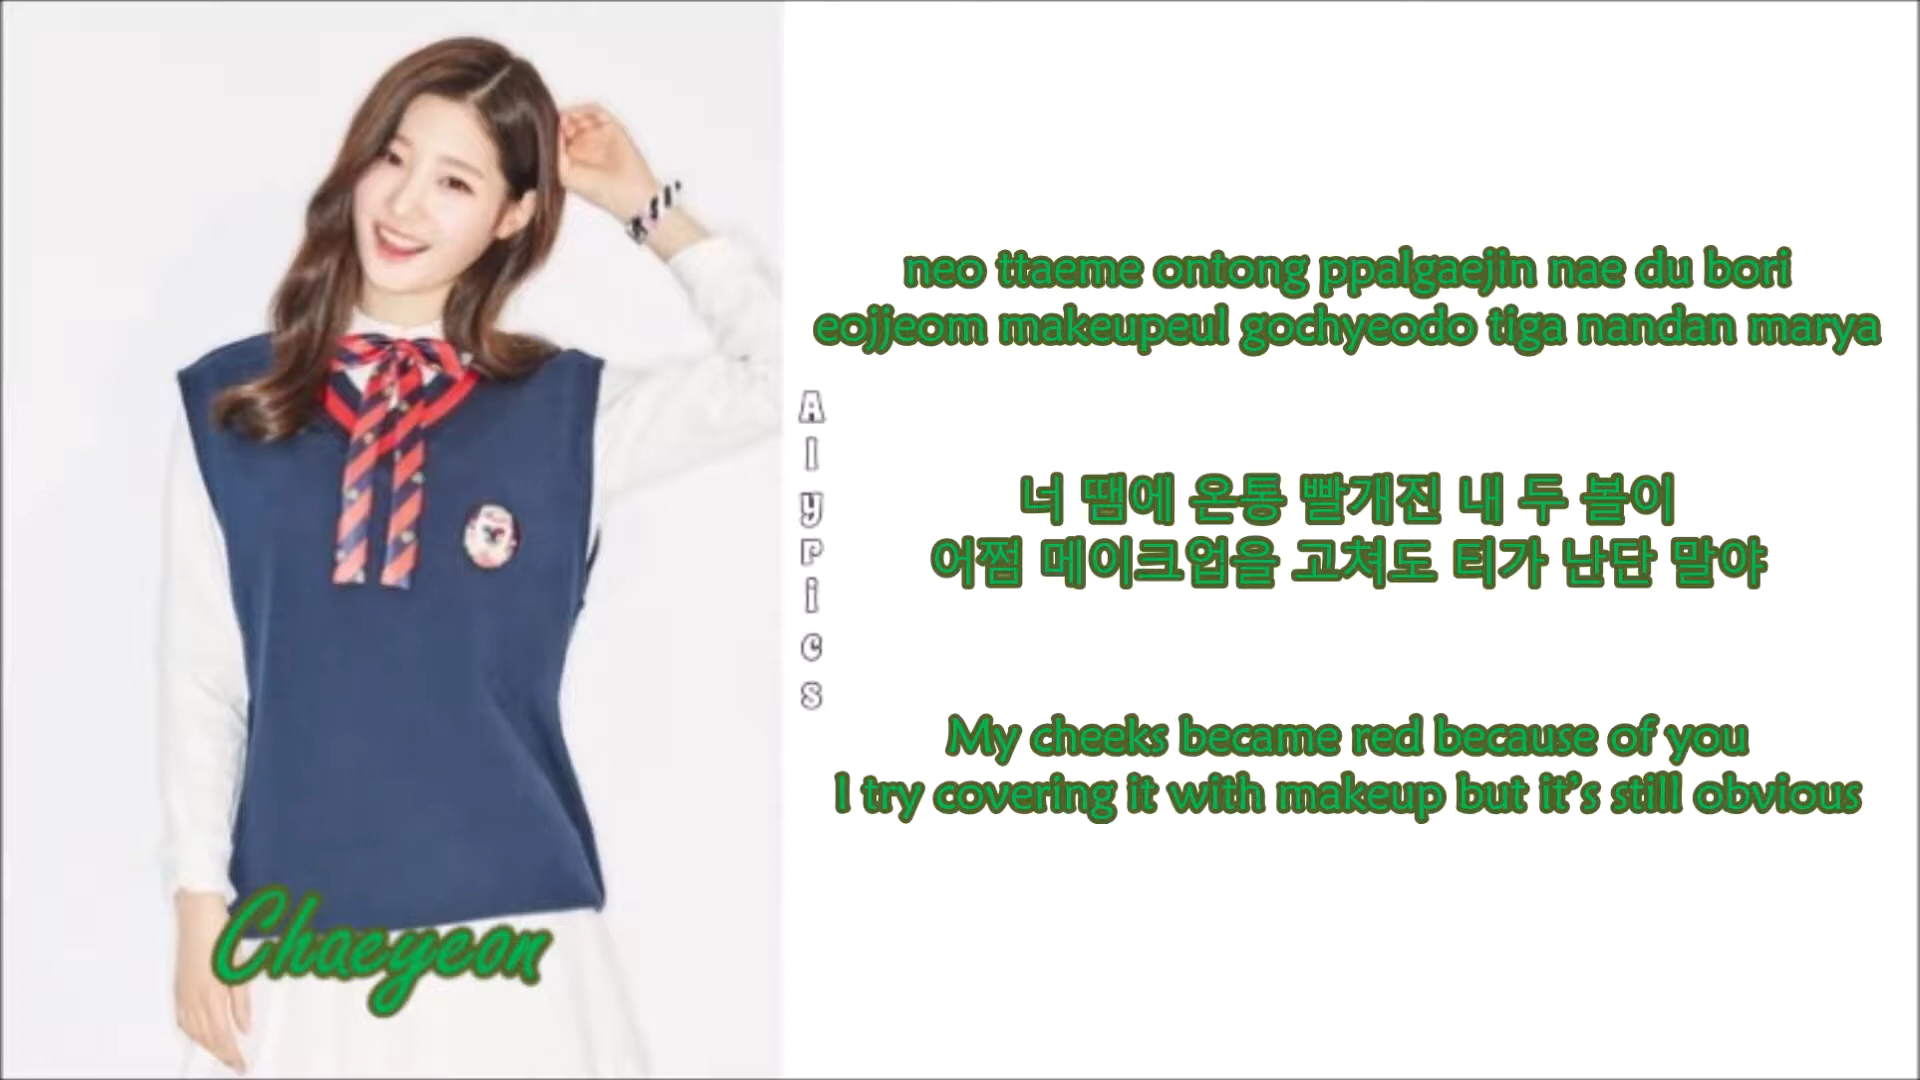 neo ttaeme ontong ppalgaejin nae du bori
eojjeom makeupeul gochyeodo tiga nandan marya
너 땜에 온통 빨개진 내 두 볼이
어쩜 메이크업을 고쳐도 티가 난단 말야
My cheeks became red because of you
I try covering it with makeup but it's still obvious
AlyPics
Chaeyeon